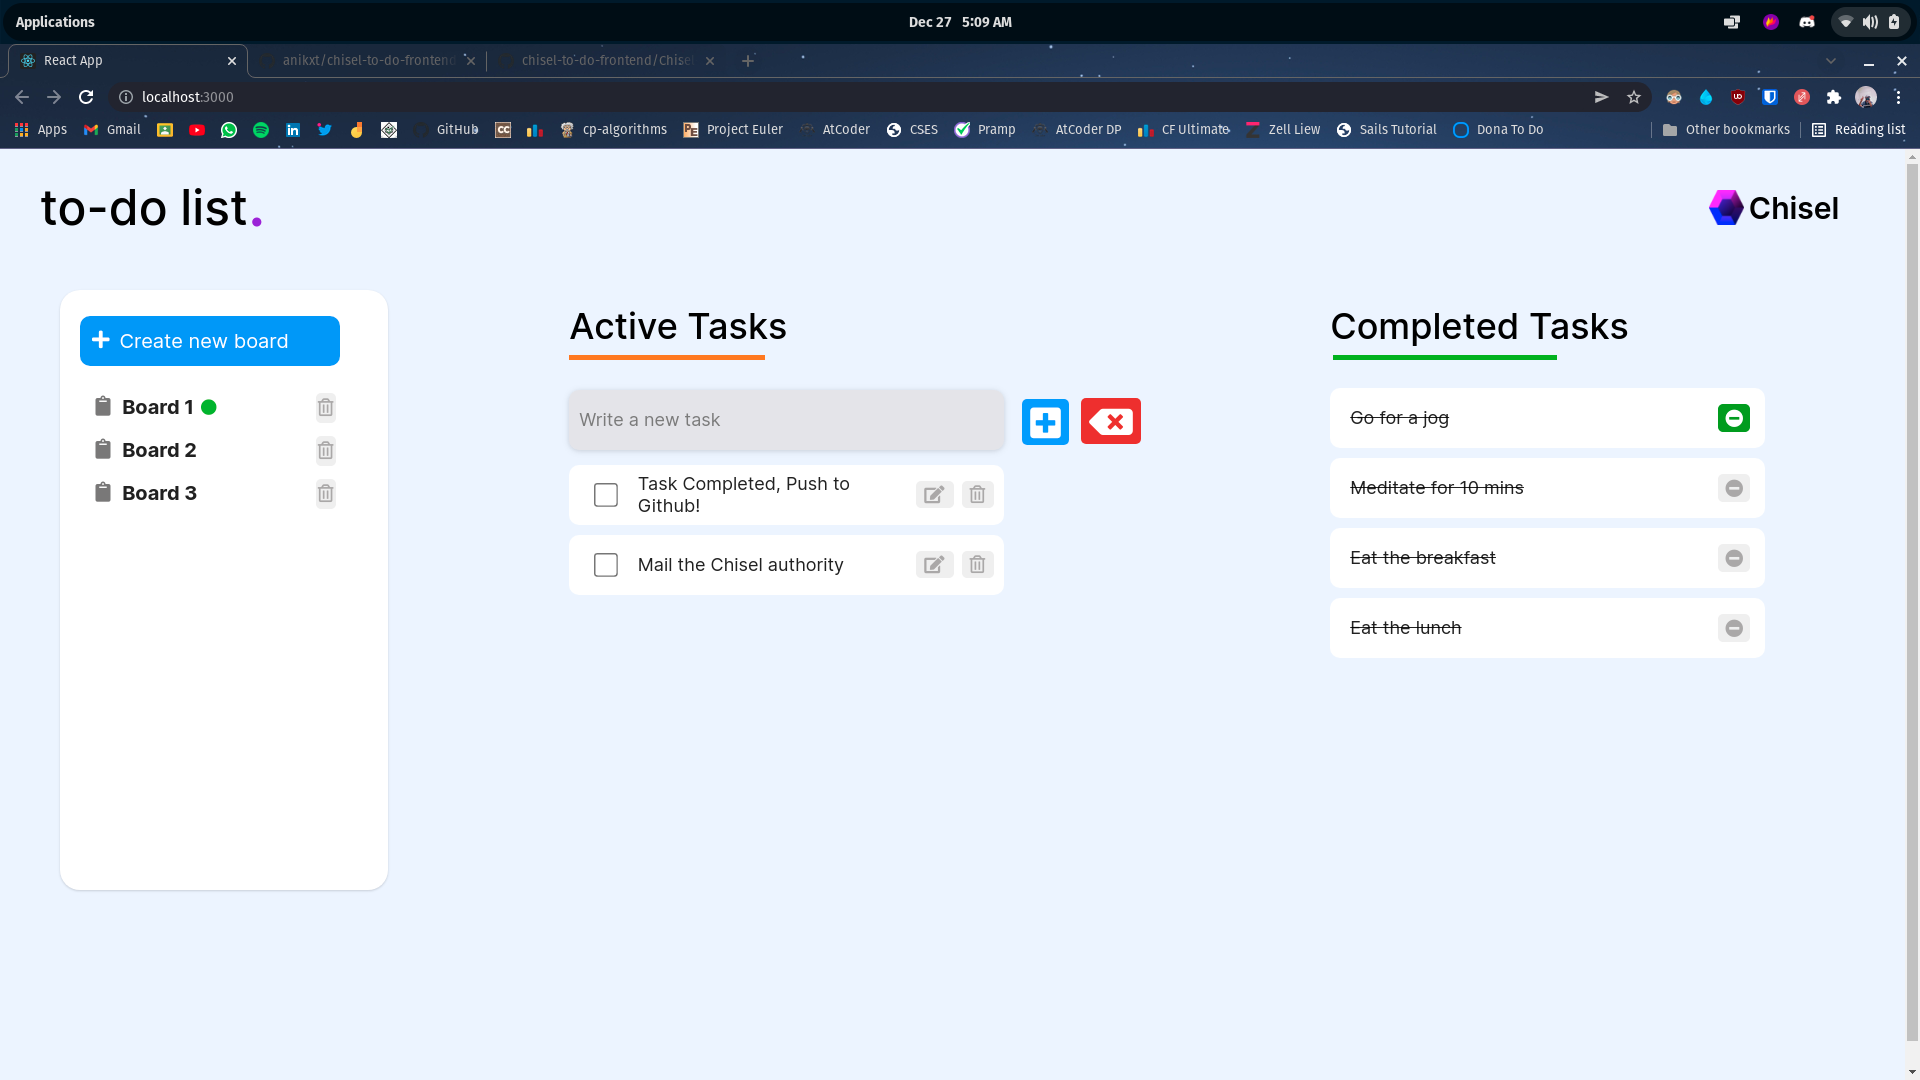 Applications
Dec 27 5:09 AM
React App
anikxt/chisel-to-do-frontend
chisel-to-do-frontend/Chisel
localhost:3000
Apps
Gmail
GitHub
CC
cp-algorithms
PE
Project Euler
AtCoder
CSES
Pramp
AtCoder DP
CF Ultimate
Zell Liew
Sails Tutorial
Dona To Do
Other bookmarks
Reading list
to-do list.
Chisel
Create new board
Board 1
Board 2
Board 3
Active Tasks
Write a new task
Task Completed, Push to
Github!
Mail the Chisel authority
Completed Tasks
Go for a jog
Meditate for 10 mins
Eat the breakfast
Eat the lunch